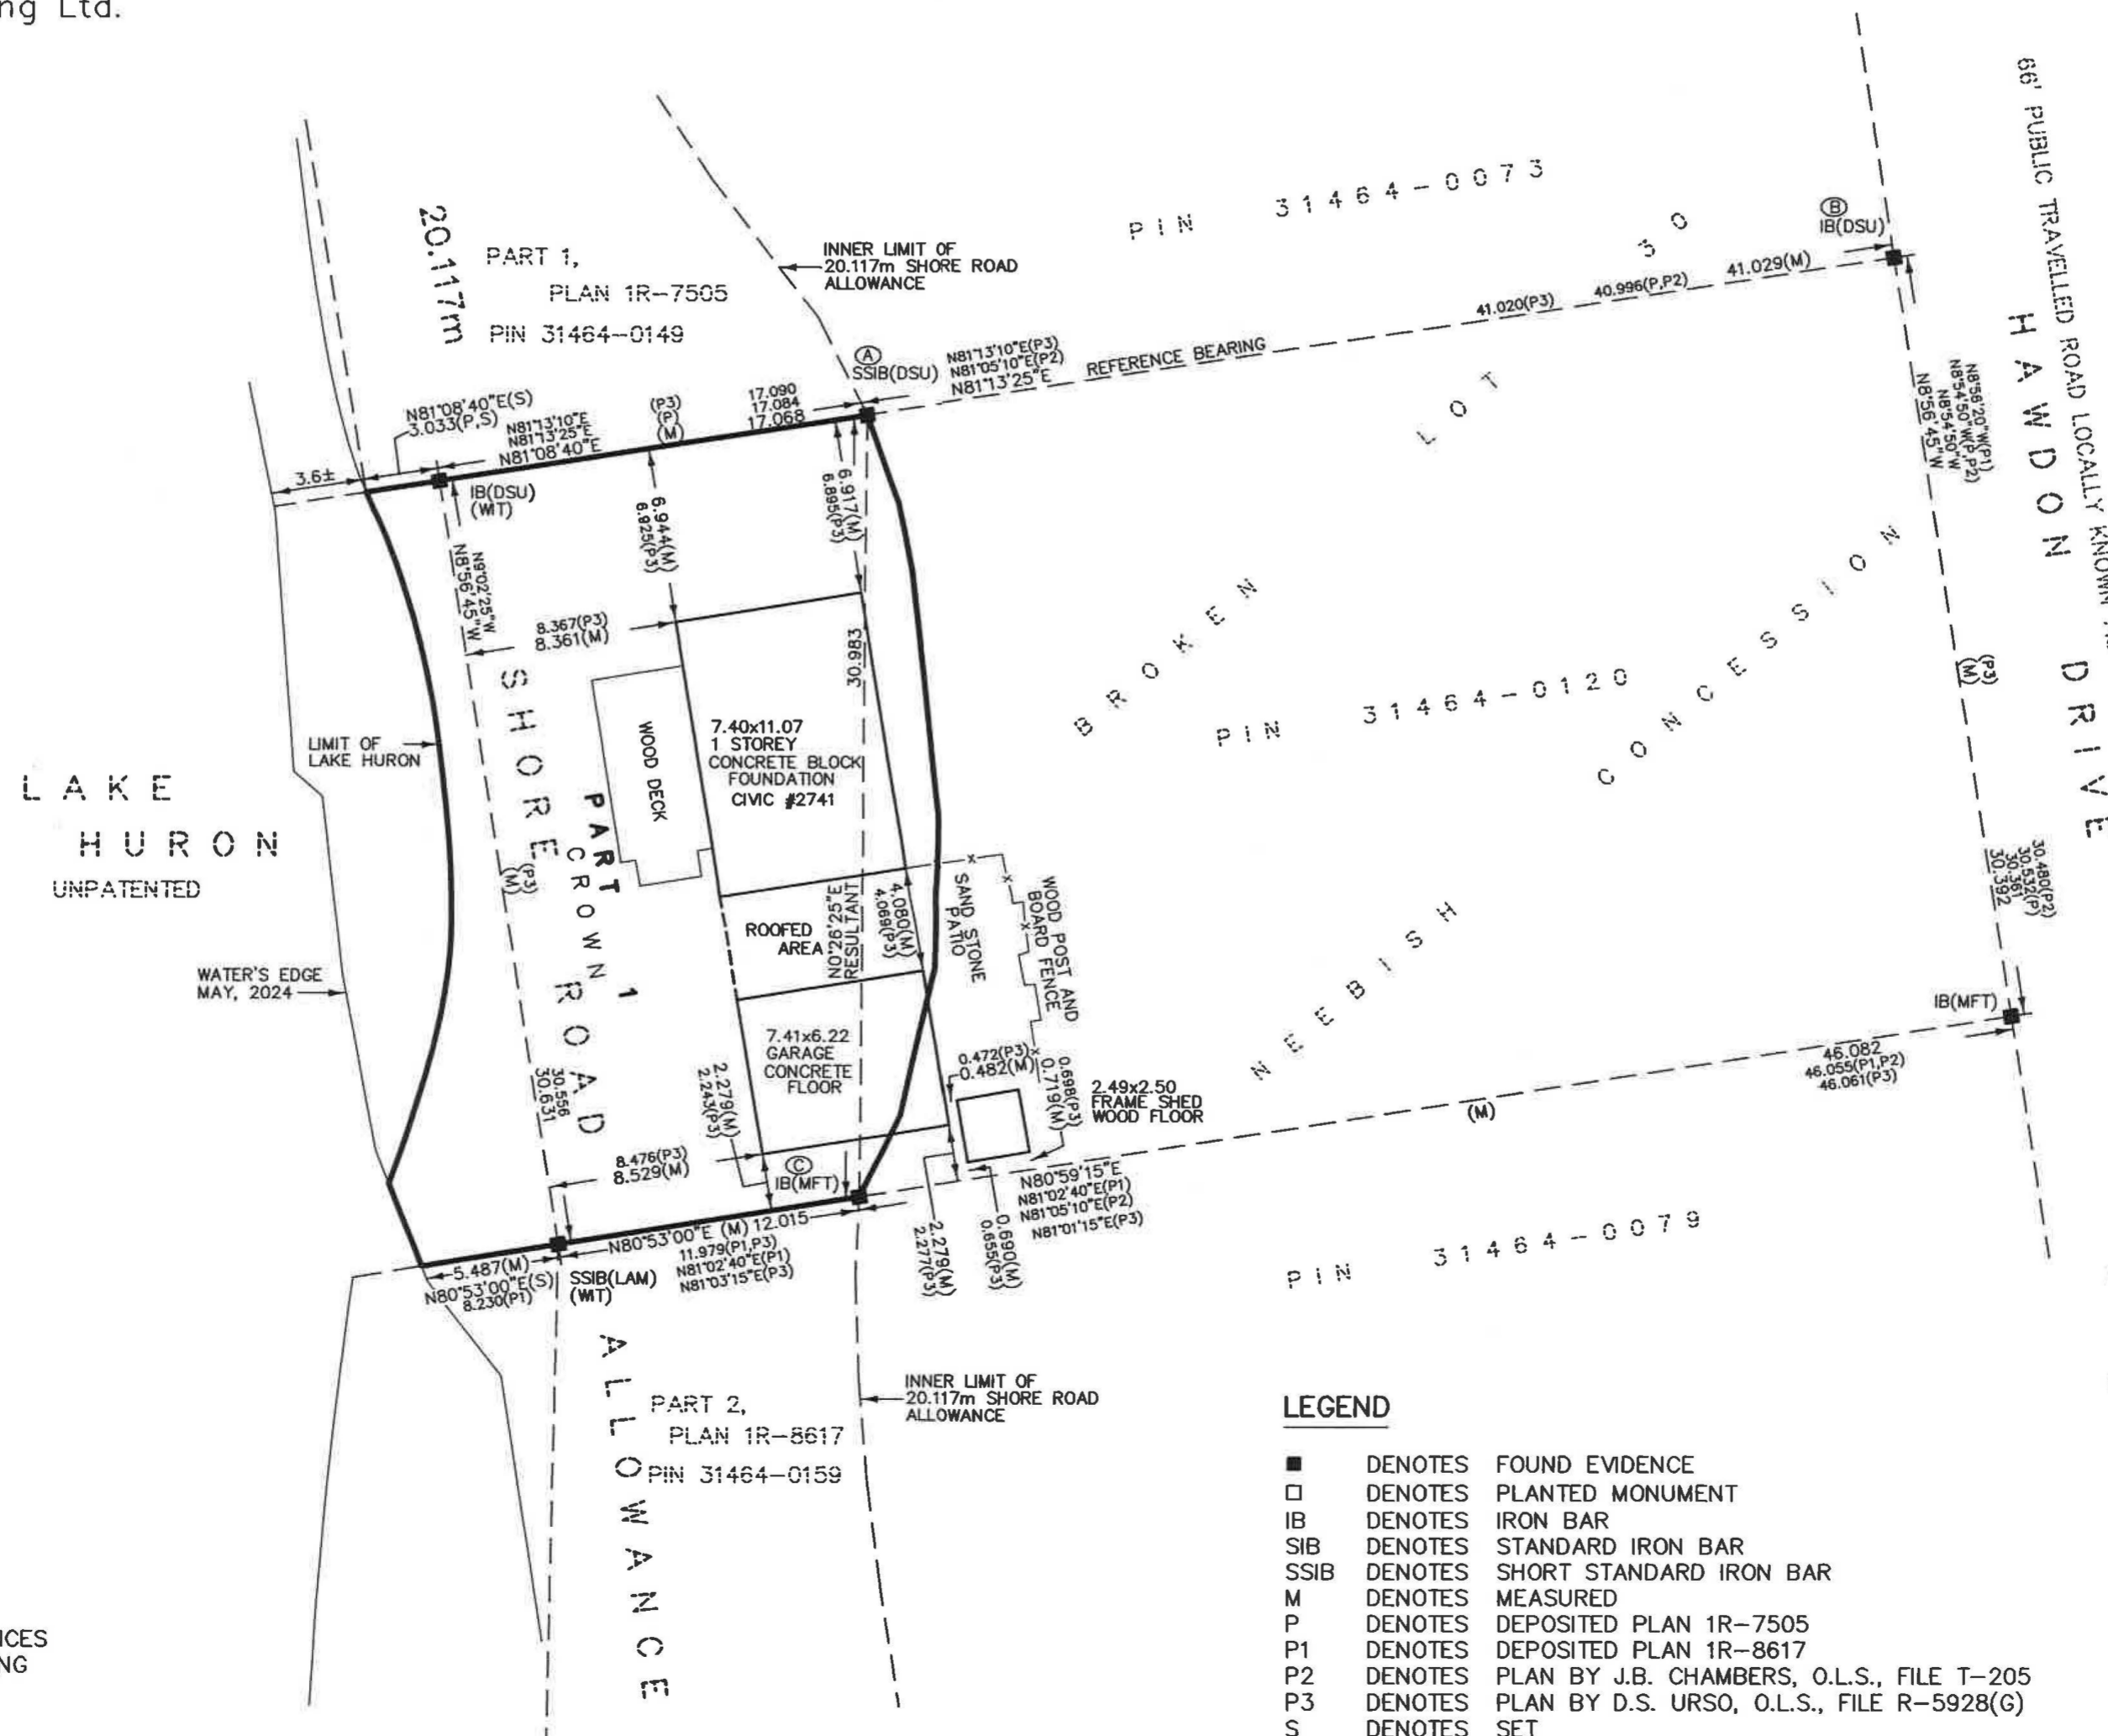 ng Ltd.
20.117m
PART 1,
PLAN 1R-7505
PIN 31464-0149
INNER LIMIT OF
20.117m SHORE ROAD
ALLOWANCE
PIN 31464-0073
LOT 30
Ⓑ
IB(DSU)
66' PUBLIC TRAVELLED ROAD LOCALLY KNOWN
HAWDON DRIVE
41.020(P3) 40.996(P,P2) 41.029(M)
Ⓐ
SSIB(DSU)
N81°13'10"E(P3)
N81°05'10"E(P2)
N81°13'25"E
REFERENCE BEARING
N81°08'40"E(S)
3.033(P,S)
N81°13'10"E
N81°13'25"E
N81°08'40"E
(P3)
(P)
(M)
17.090
17.084
17.068
3.6±
IB(DSU)
(WIT)
6.944(M)
6.925(P3)
6.917(M)
6.895(P3)
N9°02'25"W
N8°56'45"W
8.367(P3)
8.361(M)
N8°56'20"W(P1)
N8°54'50"W(P,P2)
N8°54'50"W
N8°56'45"W
30.983
SHORE ROAD
ALLOWANCE
PART 1
CROWN
WOOD DECK
7.40x11.07
1 STOREY
CONCRETE BLOCK
FOUNDATION
CIVIC #2741
LIMIT OF
LAKE HURON
LAKE
HURON
UNPATENTED
BROKEN
PIN 31464-0120
CONCESSION
NEEBISH
(P3)
(M)
(P3)
(M)
ROOFED
AREA
N0°26'25"E
RESULTANT
4.080(M)
4.069(P3)
SAND STONE
PATIO
WOOD POST AND
BOARD FENCE
30.480(P2)
30.532(P)
30.361
30.392
WATER'S EDGE
MAY, 2024
7.41x6.22
GARAGE
CONCRETE
FLOOR
0.472(P3)
0.482(M)
0.698(P3)
0.719(M)
2.49x2.50
FRAME SHED
WOOD FLOOR
IB(MFT)
46.082
46.055(P1,P2)
46.061(P3)
(M)
30.556
30.631
2.279(M)
2.243(P3)
8.476(P3)
8.529(M)
Ⓒ
IB(MFT)
N80°59'15"E
N81°02'40"E(P1)
N81°05'10"E(P2)
N81°01'15"E(P3)
2.279(M)
2.277(P3)
0.690(M)
0.655(P3)
N80°53'00"E (M) 12.015
11.979(P1,P3)
N81°02'40"E(P1)
N81°03'15"E(P3)
5.487(M)
N80°53'00"E(S)
8.230(P1)
SSIB(LAM)
(WIT)
PIN 31464-0079
PART 2,
PLAN 1R-8617
PIN 31464-0159
INNER LIMIT OF
20.117m SHORE ROAD
ALLOWANCE
LEGEND
■ DENOTES FOUND EVIDENCE
□ DENOTES PLANTED MONUMENT
IB DENOTES IRON BAR
SIB DENOTES STANDARD IRON BAR
SSIB DENOTES SHORT STANDARD IRON BAR
M DENOTES MEASURED
P DENOTES DEPOSITED PLAN 1R-7505
P1 DENOTES DEPOSITED PLAN 1R-8617
P2 DENOTES PLAN BY J.B. CHAMBERS, O.L.S., FILE T-205
P3 DENOTES PLAN BY D.S. URSO, O.L.S., FILE R-5928(G)
S DENOTES SET
ICES
NG